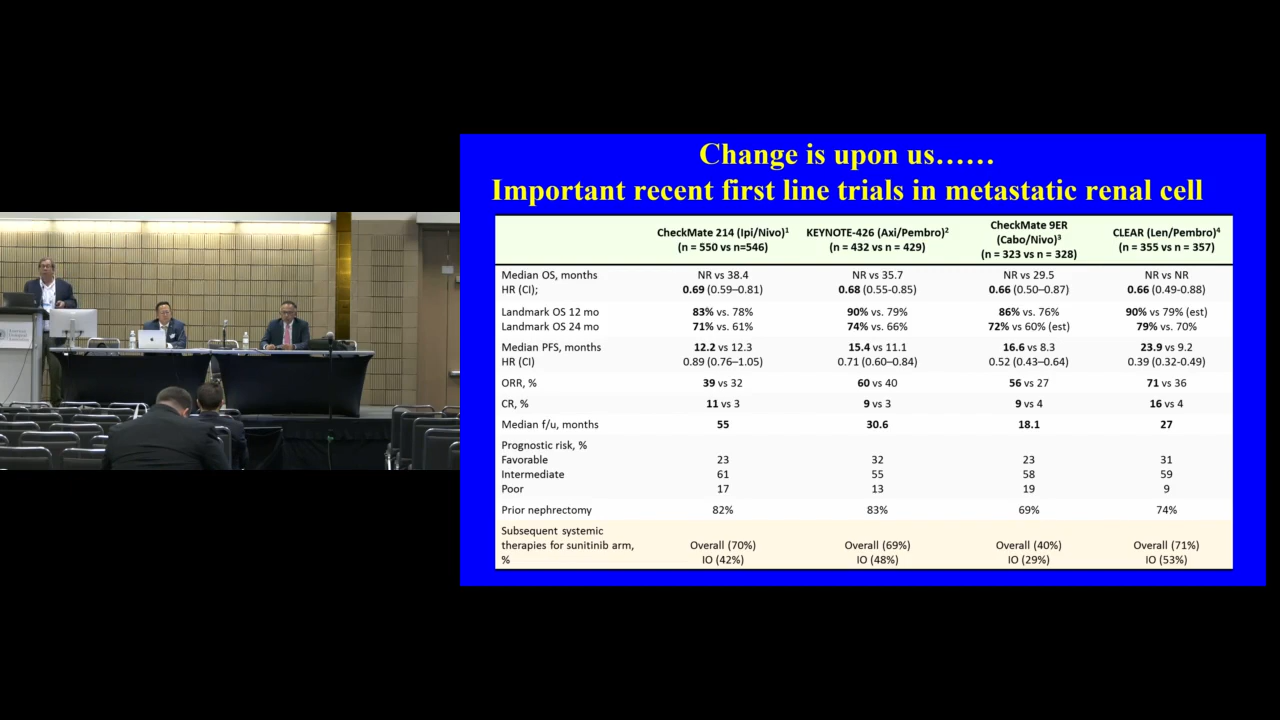 Change is upon us……
Important recent first line trials in metastatic renal cell
CheckMate 214 (Ipi/Nivo)1 (n = 550 vs n=546)
KEYNOTE-426 (Axi/Pembro)2 (n = 432 vs n = 429)
CheckMate 9ER (Cabo/Nivo)3 (n = 323 vs n = 328)
CLEAR (Len/Pembro)4 (n = 355 vs n = 357)
Median OS, months NR vs 38.4 NR vs 35.7 NR vs 29.5 NR vs NR
HR (CI); 0.69 (0.59–0.81) 0.68 (0.55-0.85) 0.66 (0.50–0.87) 0.66 (0.49-0.88)
Landmark OS 12 mo 83% vs. 78% 90% vs. 79% 86% vs. 76% 90% vs 79% (est)
Landmark OS 24 mo 71% vs. 61% 74% vs. 66% 72% vs 60% (est) 79% vs. 70%
Median PFS, months 12.2 vs 12.3 15.4 vs 11.1 16.6 vs 8.3 23.9 vs 9.2
HR (CI) 0.89 (0.76–1.05) 0.71 (0.60–0.84) 0.52 (0.43–0.64) 0.39 (0.32-0.49)
ORR, % 39 vs 32 60 vs 40 56 vs 27 71 vs 36
CR, % 11 vs 3 9 vs 3 9 vs 4 16 vs 4
Median f/u, months 55 30.6 18.1 27
Prognostic risk, %
Favorable 23 32 23 31
Intermediate 61 55 58 59
Poor 17 13 19 9
Prior nephrectomy 82% 83% 69% 74%
Subsequent systemic
therapies for sunitinib arm, Overall (70%) Overall (69%) Overall (40%) Overall (71%)
% IO (42%) IO (48%) IO (29%) IO (53%)